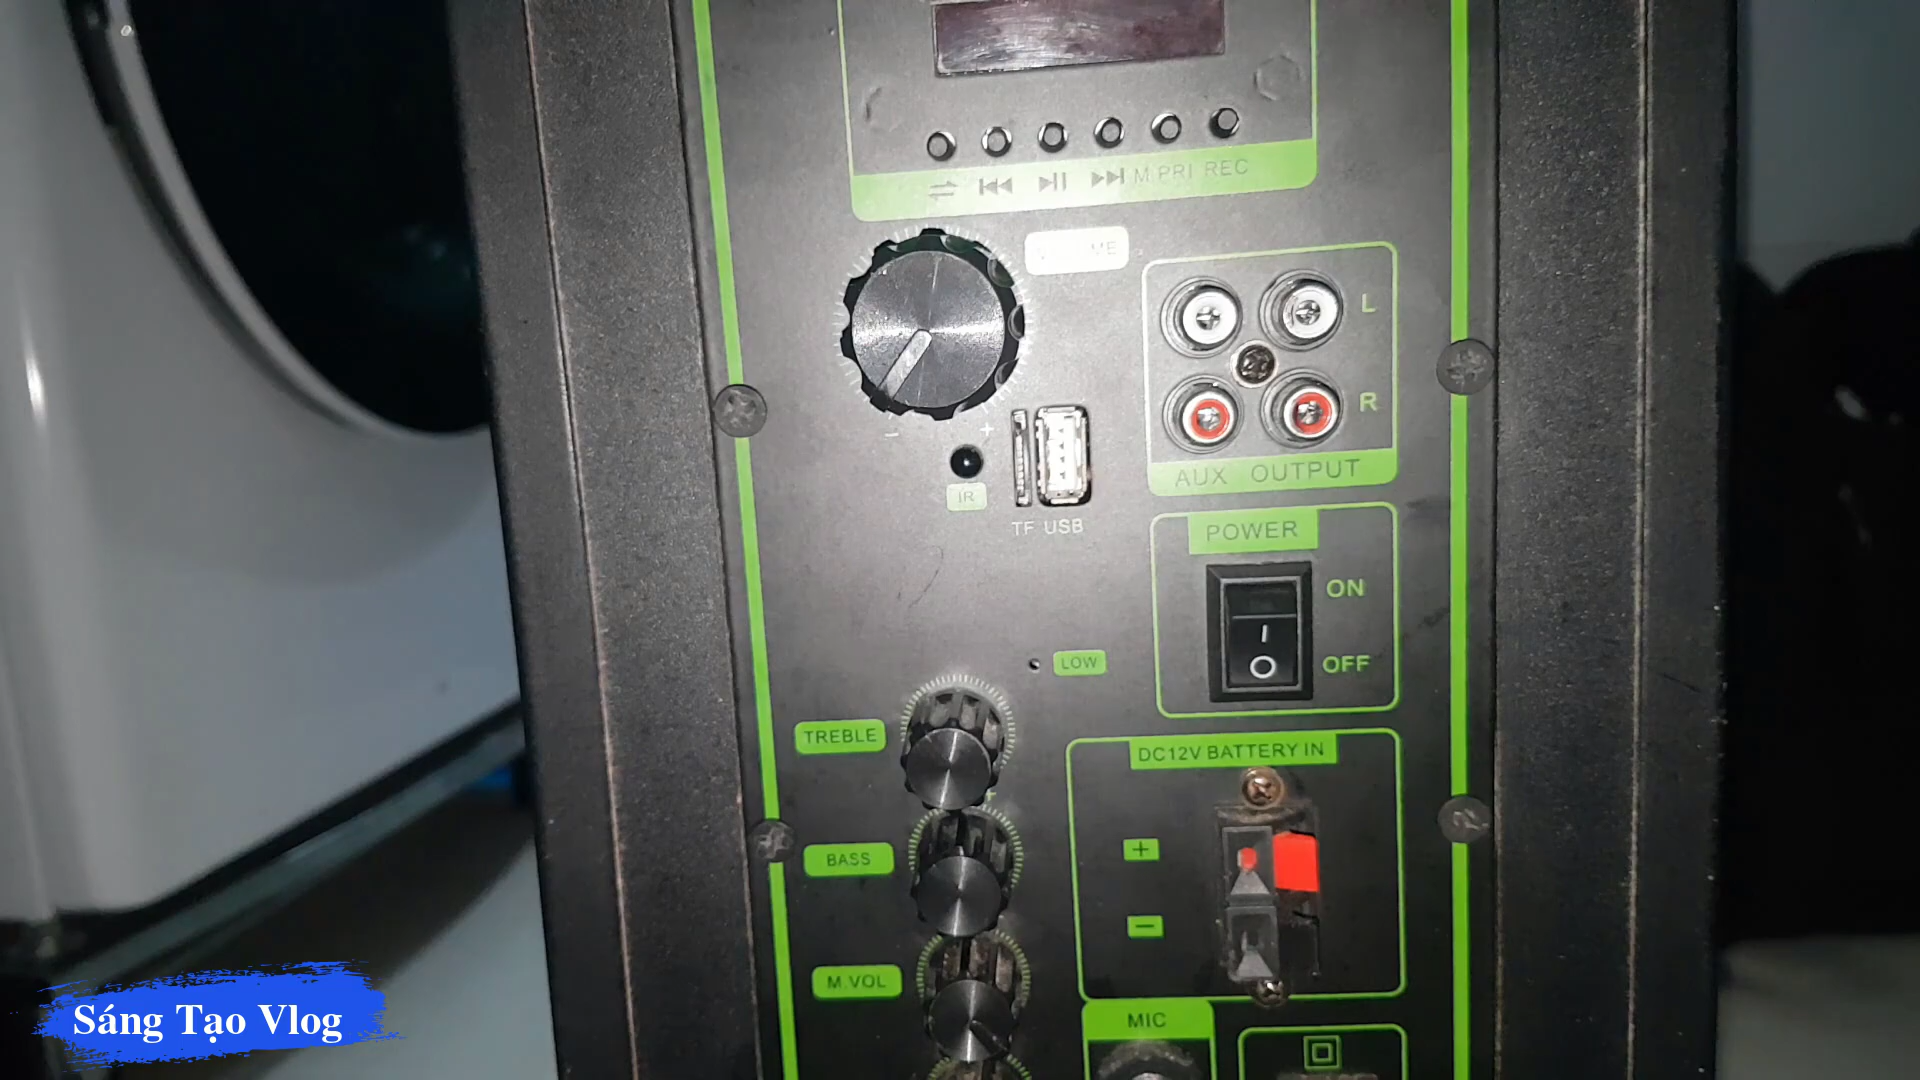 M.PRI REC
VOLUME
L
R
AUX OUTPUT
- +
IR
TF USB
POWER
ON
OFF
LOW
TREBLE
DC12V BATTERY IN
+
BASS
-
M.VOL
MIC
Sáng Tạo Vlog